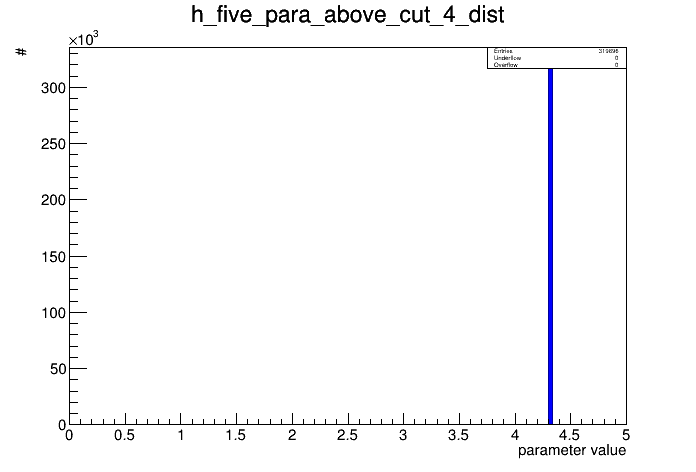 h_five_para_above_cut_4_dist
×10³
#
Entries 319896
Underflow 0
Overflow 0
300
250
200
150
100
50
0
0 0.5 1 1.5 2 2.5 3 3.5 4 4.5 5
parameter value